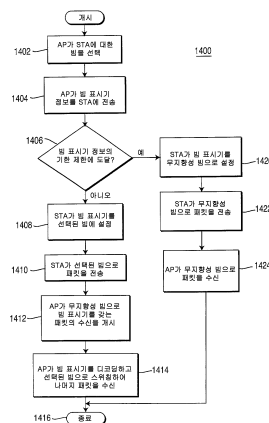 개시
1402
AP가 STA에 대한
빔을 선택
1400
1404
AP가 빔 표시기
정보를 STA에 전송
1406
빔 표시기 정보의
기한 제한에 도달?
예
아니오
1420
STA가 빔 표시기를
무지향성 빔으로 설정
1408
STA가 빔 표시기를
선택된 빔에 설정
1422
STA가 무지향성
빔으로 패킷을 전송
1410
STA가 선택된 빔으로
패킷을 전송
1424
AP가 무지향성 빔으로
패킷을 수신
1412
AP가 무지향성 빔으로
빔 표시기를 갖는
패킷의 수신을 개시
1414
AP가 빔 표시기를 디코딩하고
선택된 빔으로 스위칭하여
나머지 패킷을 수신
1416
종료